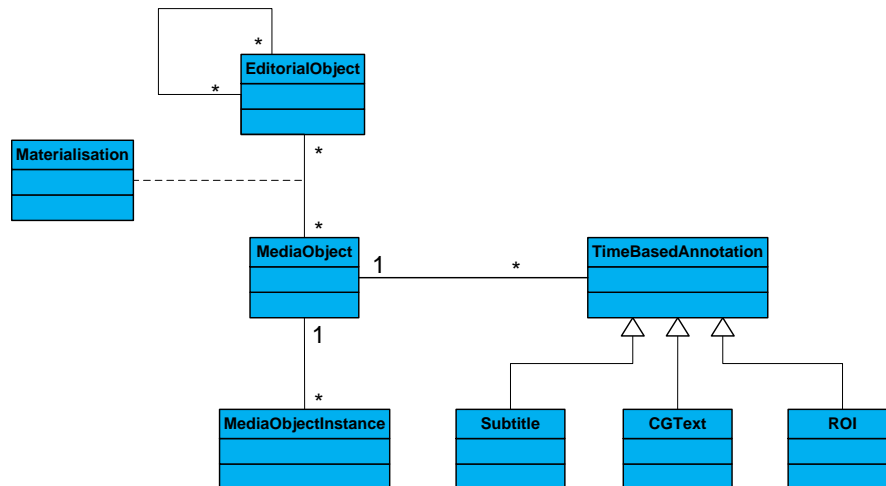 *
EditorialObject
*
*
Materialisation
*
MediaObject
TimeBasedAnnotation
1
*
1
*
MediaObjectInstance
Subtitle
CGText
ROI